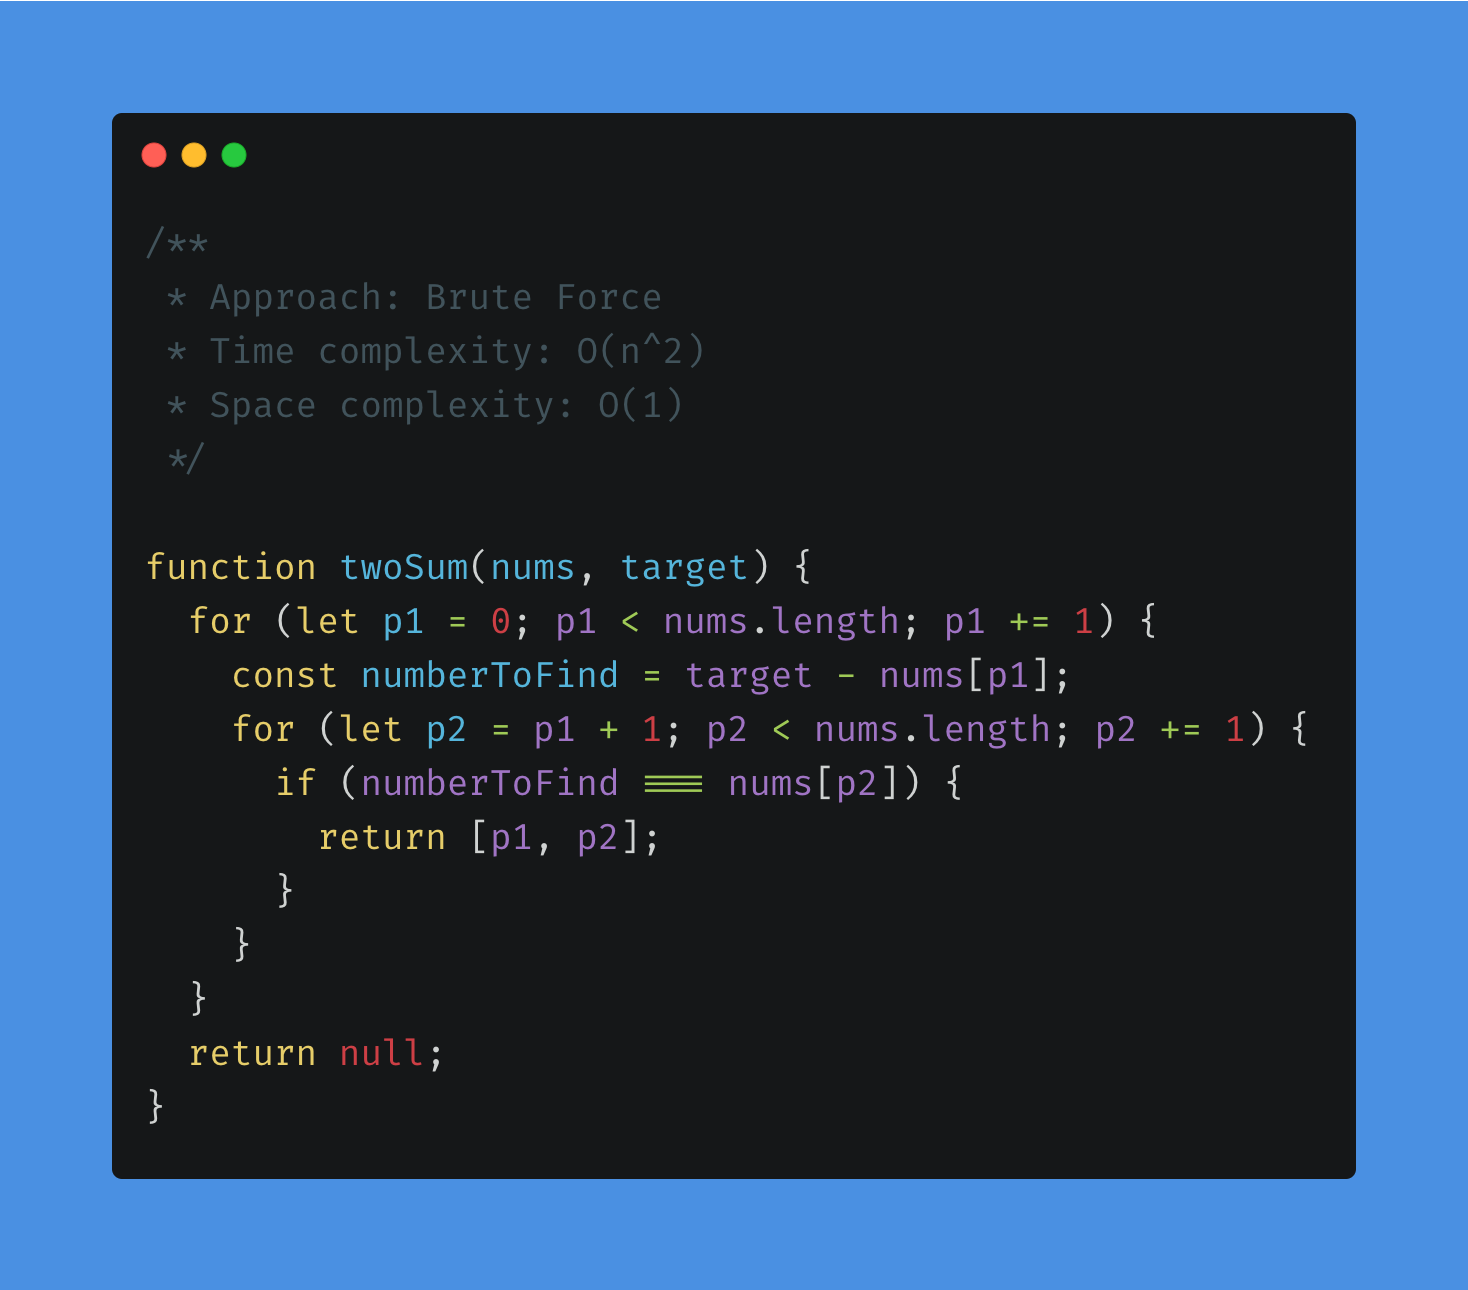 /**
 * Approach: Brute Force
 * Time complexity: O(n^2)
 * Space complexity: O(1)
 */

function twoSum(nums, target) {
  for (let p1 = 0; p1 < nums.length; p1 += 1) {
    const numberToFind = target - nums[p1];
    for (let p2 = p1 + 1; p2 < nums.length; p2 += 1) {
      if (numberToFind === nums[p2]) {
        return [p1, p2];
      }
    }
  }
  return null;
}